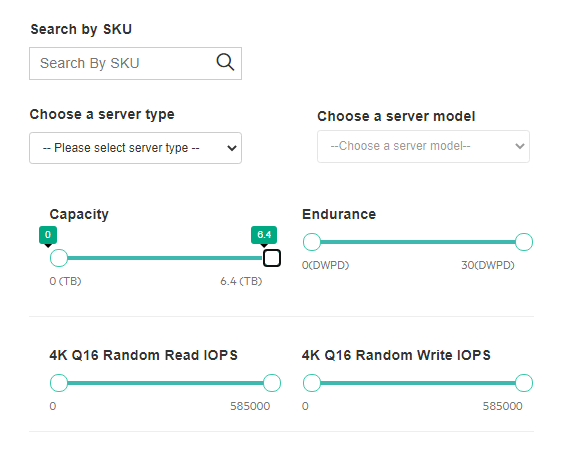 Search by SKU
Search By SKU
Choose a server type
Choose a server model
-- Please select server type --
--Choose a server model--
Capacity
Endurance
0
6.4
0 (TB)
6.4 (TB)
0(DWPD)
30(DWPD)
4K Q16 Random Read IOPS
4K Q16 Random Write IOPS
0
585000
0
585000